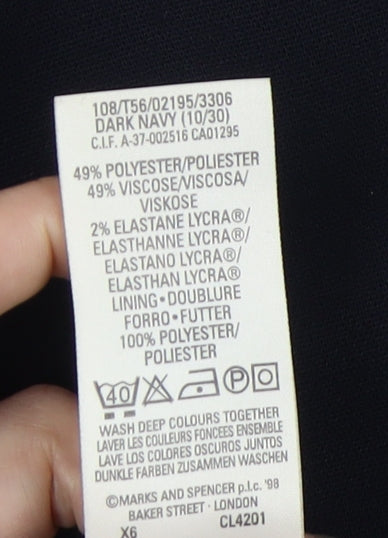 108/T56/02195/3306
DARK NAVY (10/30)
C.I.F. A-37-002516 CA01295
49% POLYESTER/POLIESTER
49% VISCOSE/VISCOSA/
VISKOSE
2% ELASTANE LYCRA®/
ELASTHANNE LYCRA®/
ELASTANO LYCRA®/
ELASTHAN LYCRA®
LINING•DOUBLURE
FORRO•FUTTER
100% POLYESTER/
POLIESTER
40 P
WASH DEEP COLOURS TOGETHER
LAVER LES COULEURS FONCEES ENSEMBLE
LAVE LOS COLORES OSCUROS JUNTOS
DUNKLE FARBEN ZUSAMMEN WASCHEN
©MARKS AND SPENCER p.l.c. '98
BAKER STREET · LONDON
X6 CL4201